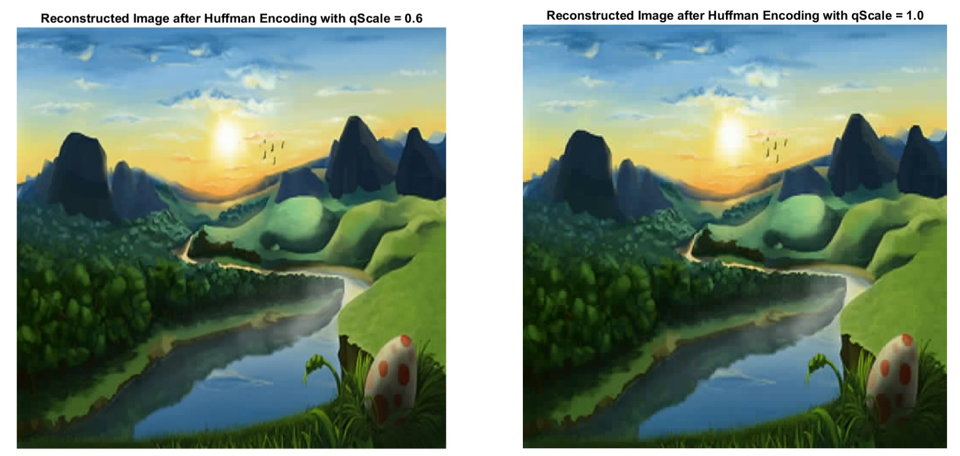 Reconstructed Image after Huffman Encoding with qScale = 0.6
Reconstructed Image after Huffman Encoding with qScale = 1.0